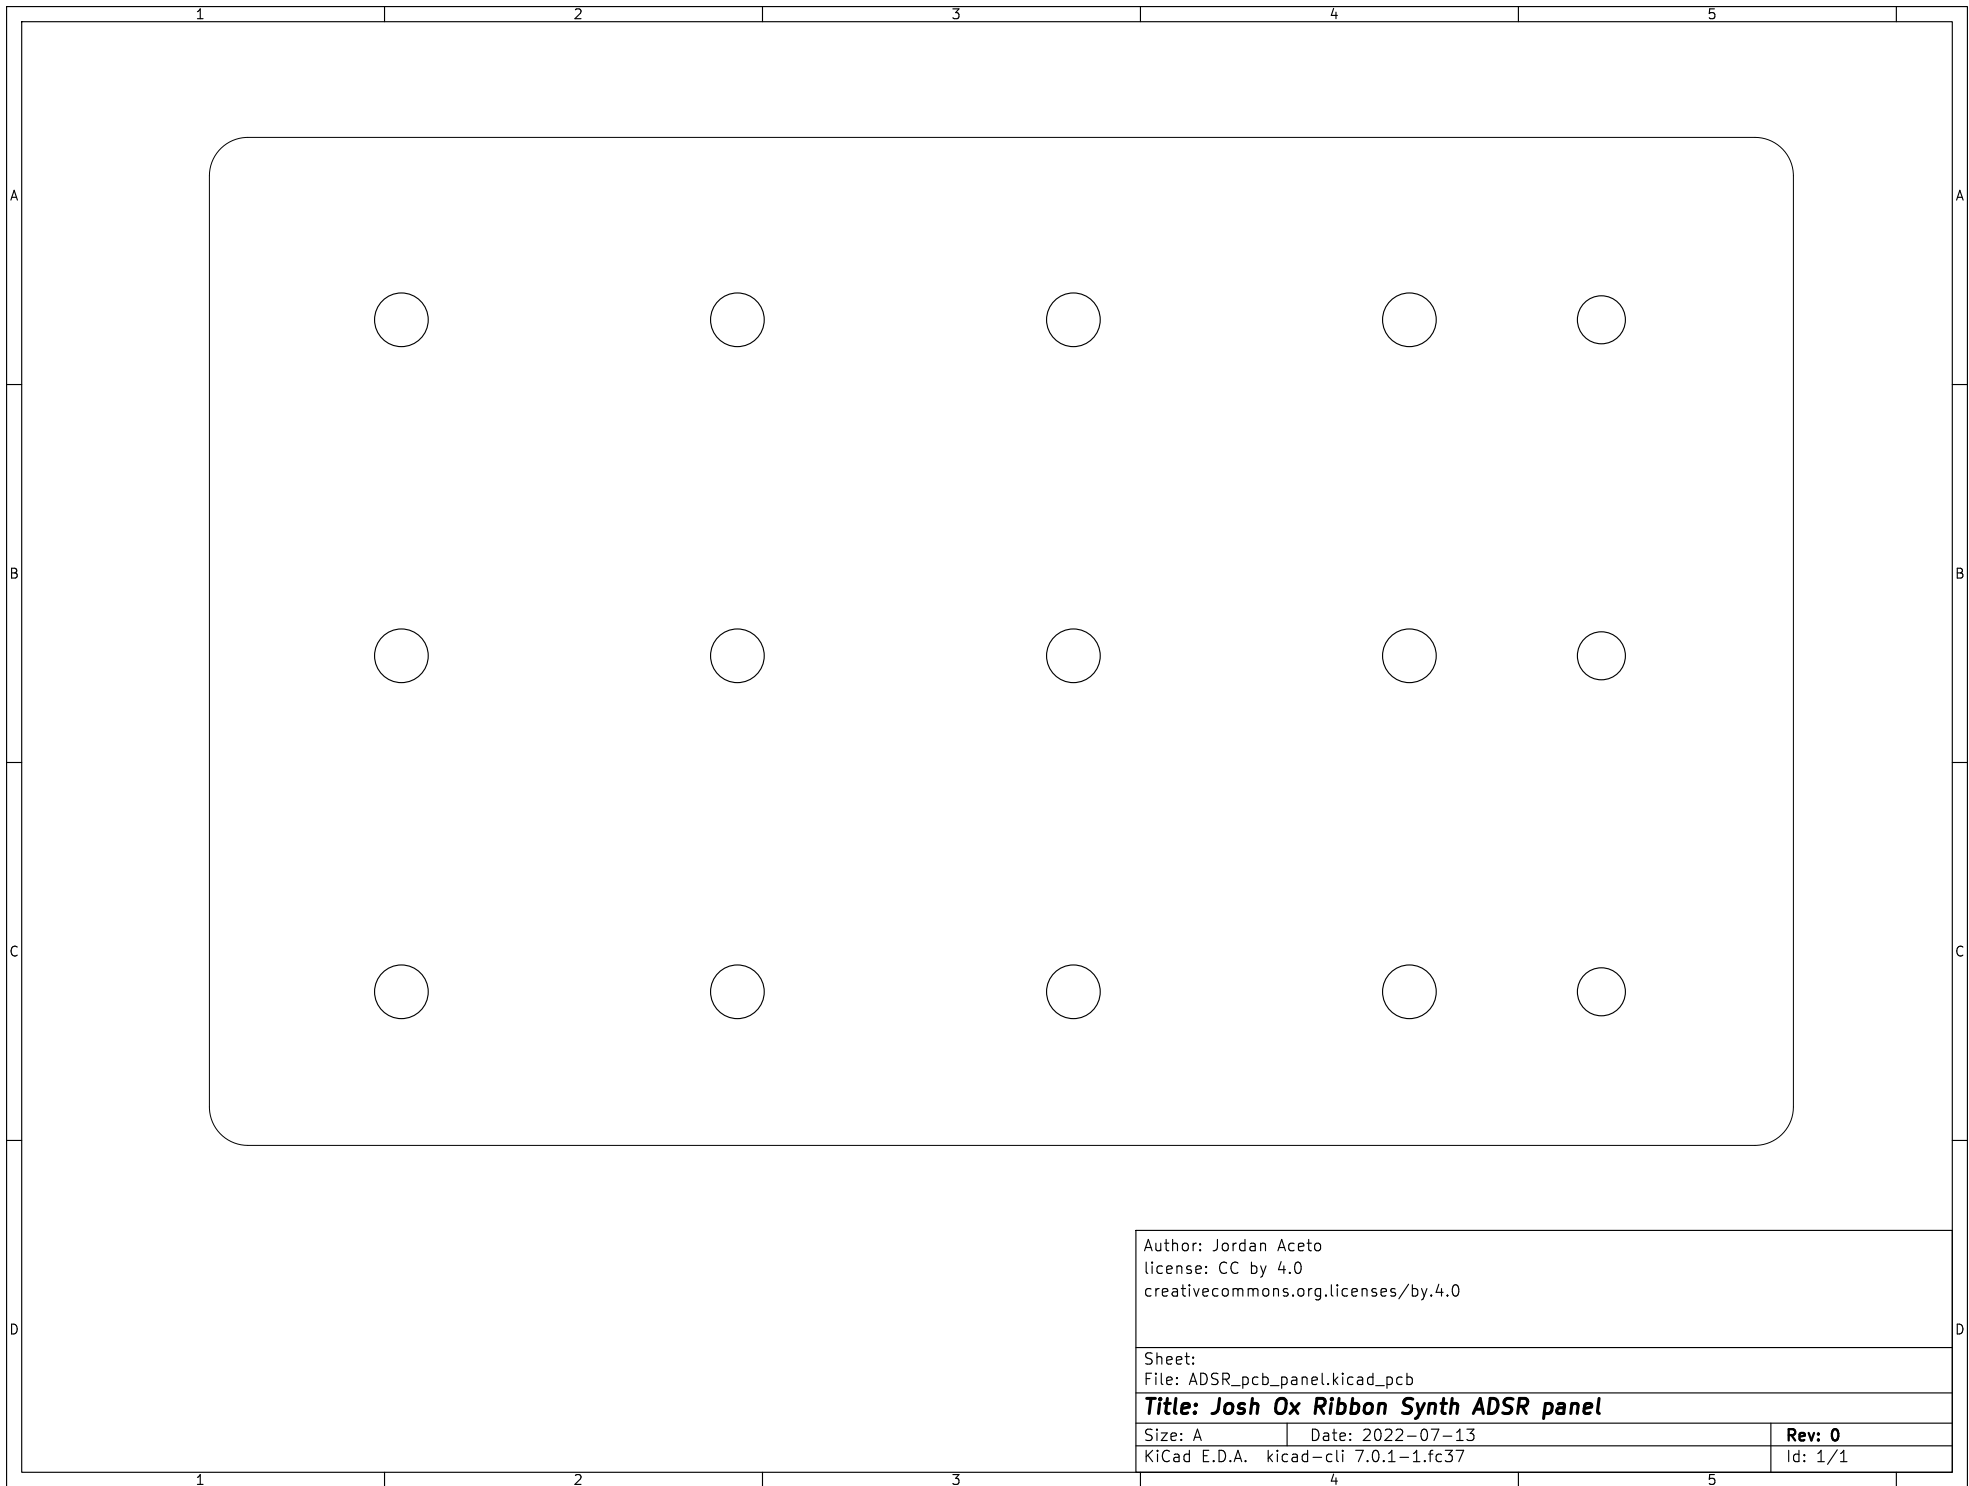 1 2 3 4 5
A A
B B
C C
D D
Author: Jordan Aceto
license: CC by 4.0
creativecommons.org.licenses/by.4.0
Sheet:
File: ADSR_pcb_panel.kicad_pcb
Title: Josh Ox Ribbon Synth ADSR panel
Size: A Date: 2022-07-13 Rev: 0
KiCad E.D.A. kicad-cli 7.0.1-1.fc37 Id: 1/1
1 2 3 4 5